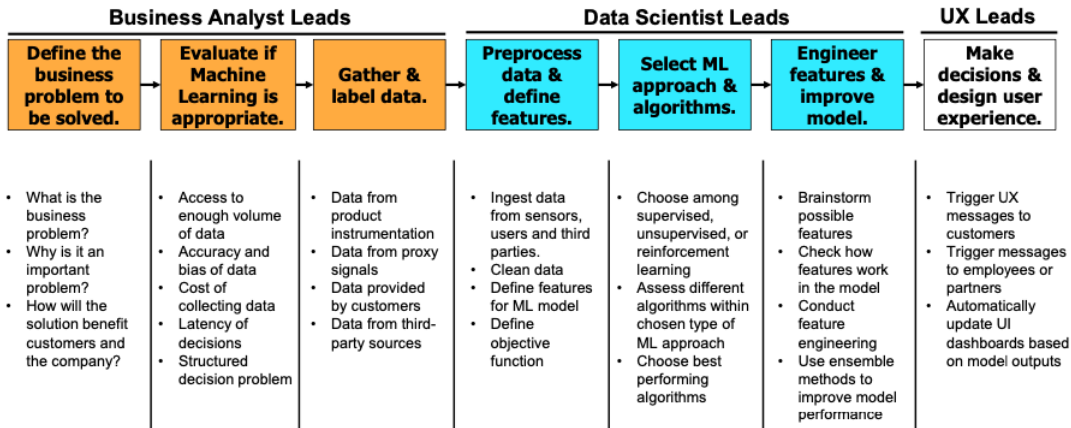 Business Analyst Leads
Data Scientist Leads
UX Leads
Define the
business
problem to
be solved.
Evaluate if
Machine
Learning is
appropriate.
Gather &
label data.
Preprocess
data &
define
features.
Select ML
approach &
algorithms.
Engineer
features &
improve
model.
Make
decisions &
design user
experience.
• What is the
business
problem?
• Why is it an
important
problem?
• How will the
solution benefit
customers and
the company?
• Access to
enough volume
of data
• Accuracy and
bias of data
• Cost of
collecting data
• Latency of
decisions
• Structured
decision problem
• Data from
product
instrumentation
• Data from proxy
signals
• Data provided
by customers
• Data from third-
party sources
• Ingest data
from sensors,
users and third
parties.
• Clean data
• Define features
for ML model
• Define
objective
function
• Choose among
supervised,
unsupervised, or
reinforcement
learning
• Assess different
algorithms within
chosen type of
ML approach
• Choose best
performing
algorithms
• Brainstorm
possible
features
• Check how
features work
in the model
• Conduct
feature
engineering
• Use ensemble
methods to
improve model
performance
• Trigger UX
messages to
customers
• Trigger messages
to employees or
partners
• Automatically
update UI
dashboards based
on model outputs